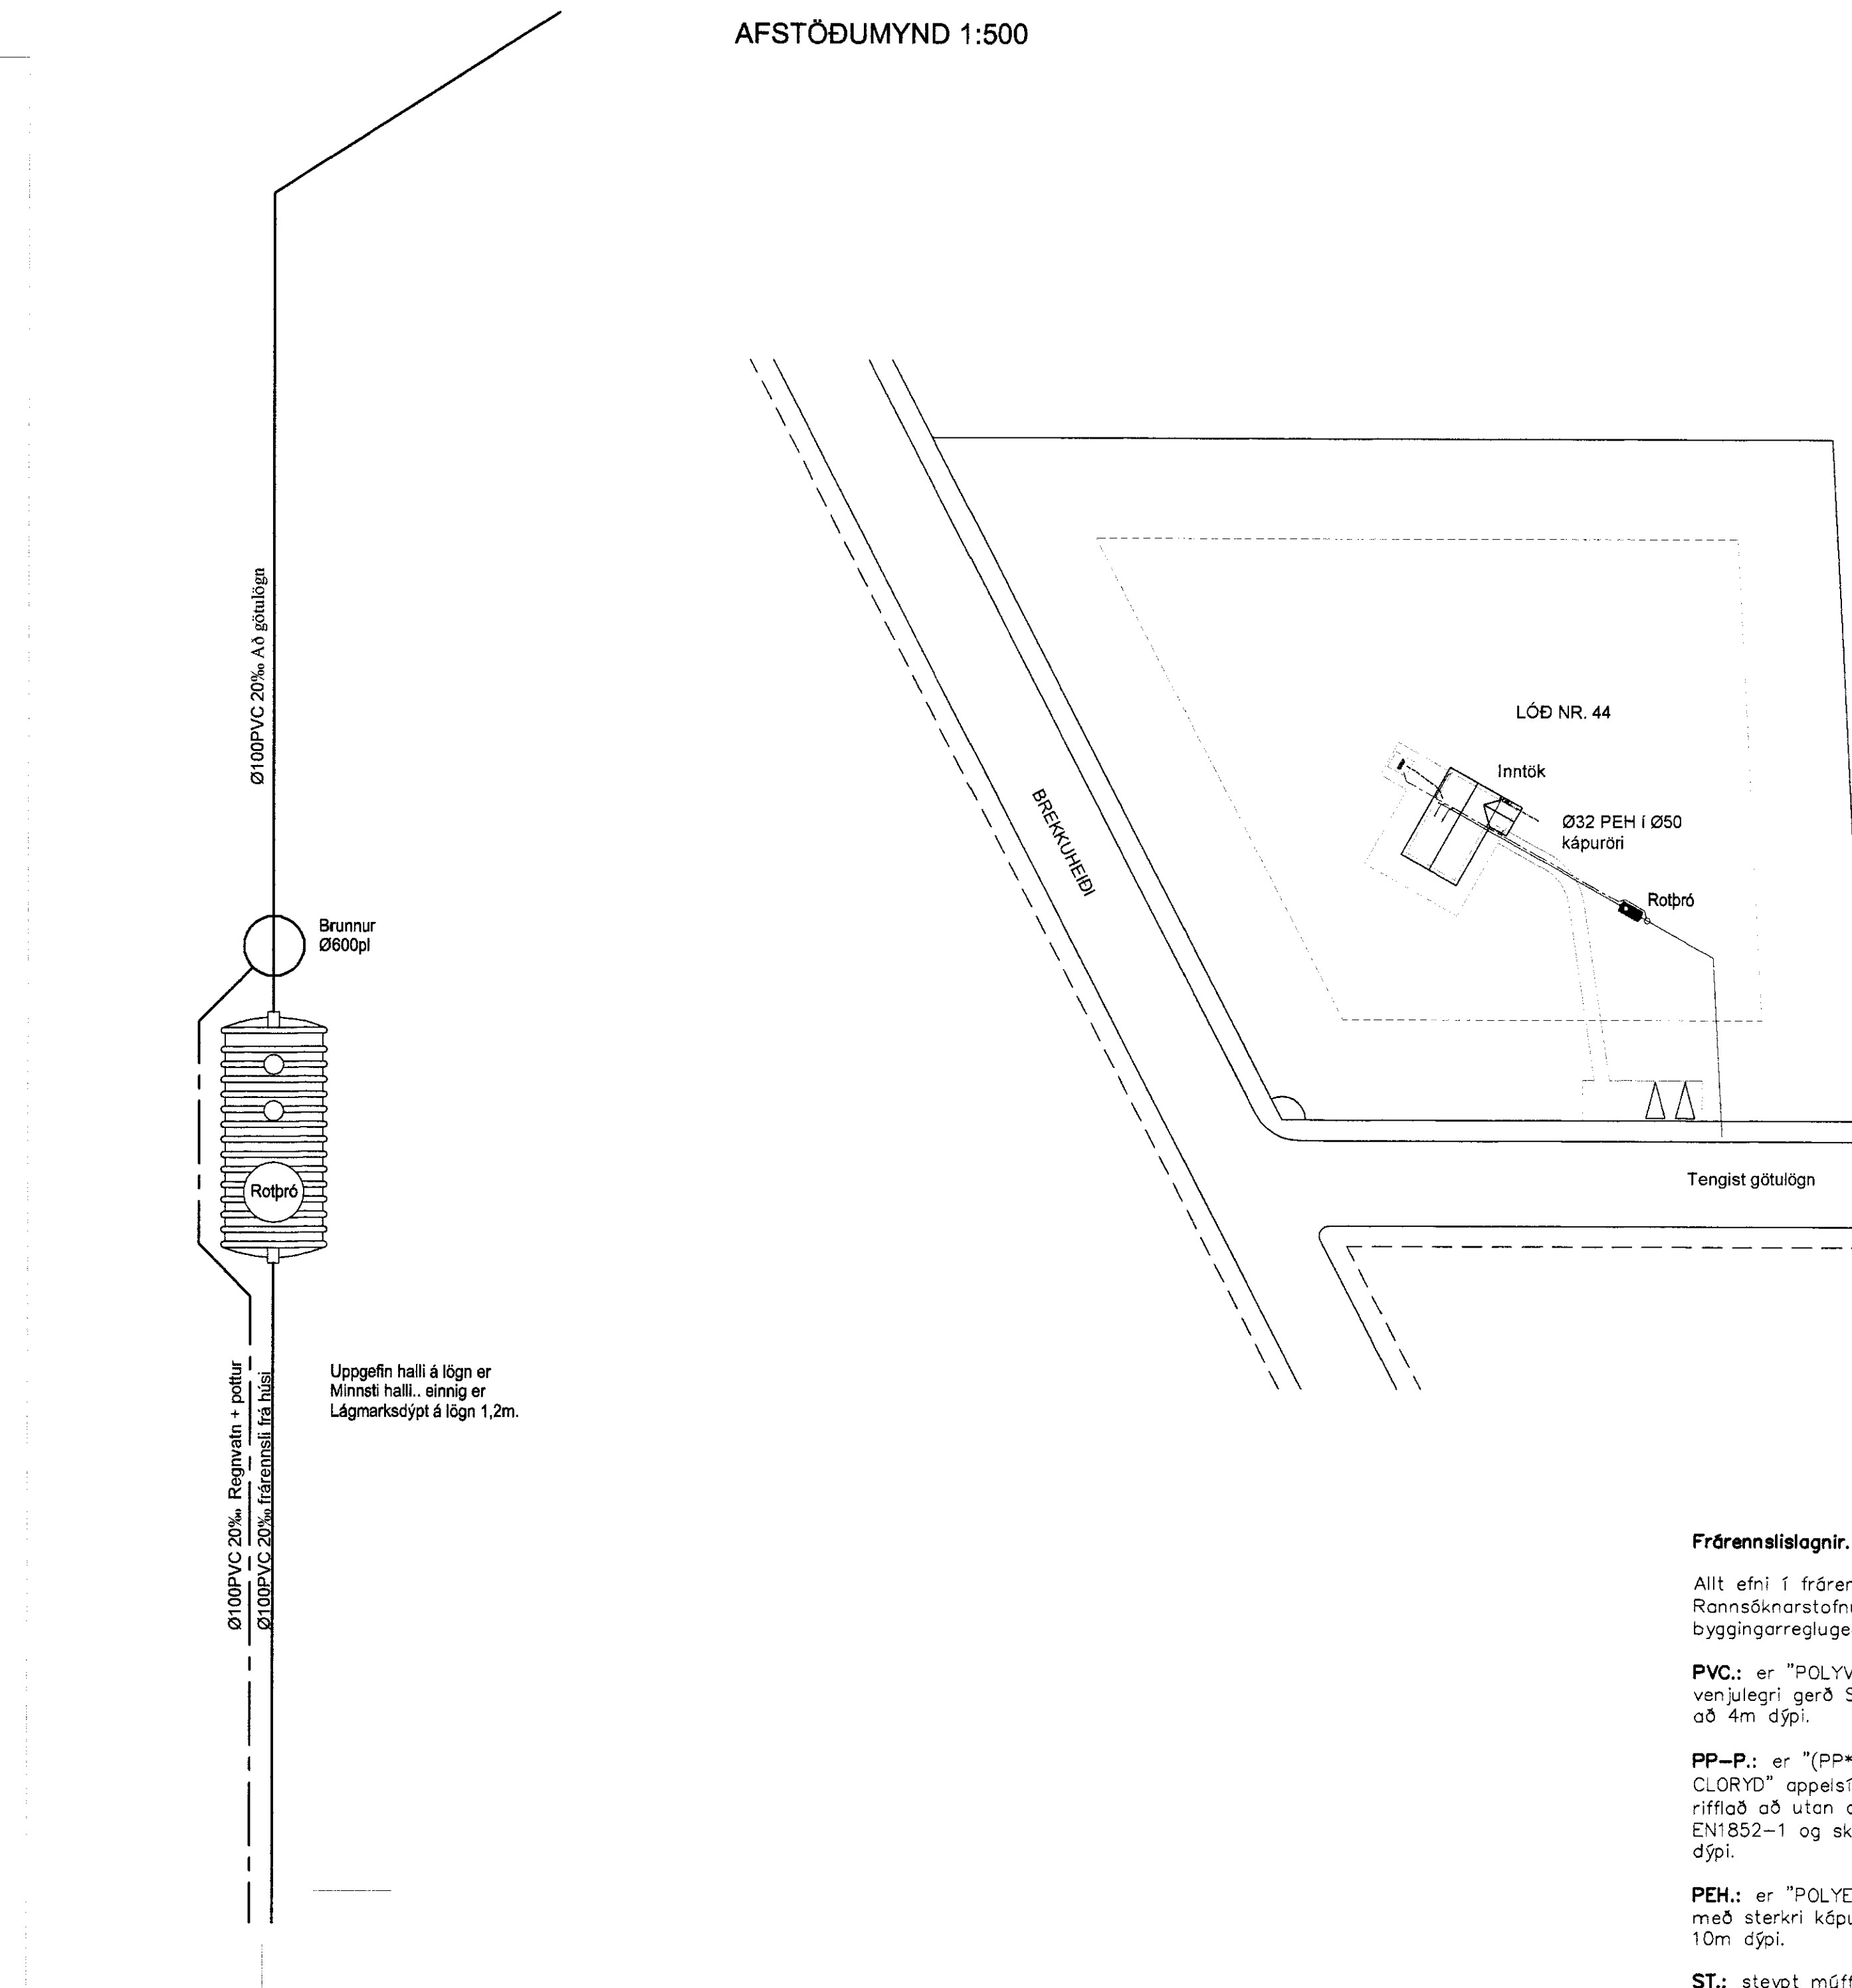 AFSTÖÐUMYND 1:500
Ø100PVC 20‰ Að götulögn
LÓÐ NR. 44
Inntök
BREKKUHEIÐI
Ø32 PEH í Ø50
kápuröri
Rotþró
Brunnur
Ø600pl
Rotþró
Tengist götulögn
Ø100PVC 20‰ Regnvatn + pottur
Ø100PVC 20‰ frárennsli frá húsi
Uppgefin halli á lögn er
Minnsti halli.. einnig er
Lágmarksdýpt á lögn 1,2m.
Frárennslislagnir.
Allt efni í fráren
Rannsóknarstofn
byggingarregluge
PVC.: er "POLYV
venjulegri gerð S
að 4m dýpi.
PP-P.: er "(PP*
CLORYD" appelsí
rifflað að utan
EN1852-1 og sk
dýpi.
PEH.: er "POLYE
með sterkri kápu
10m dýpi.
ST.: steypt múff